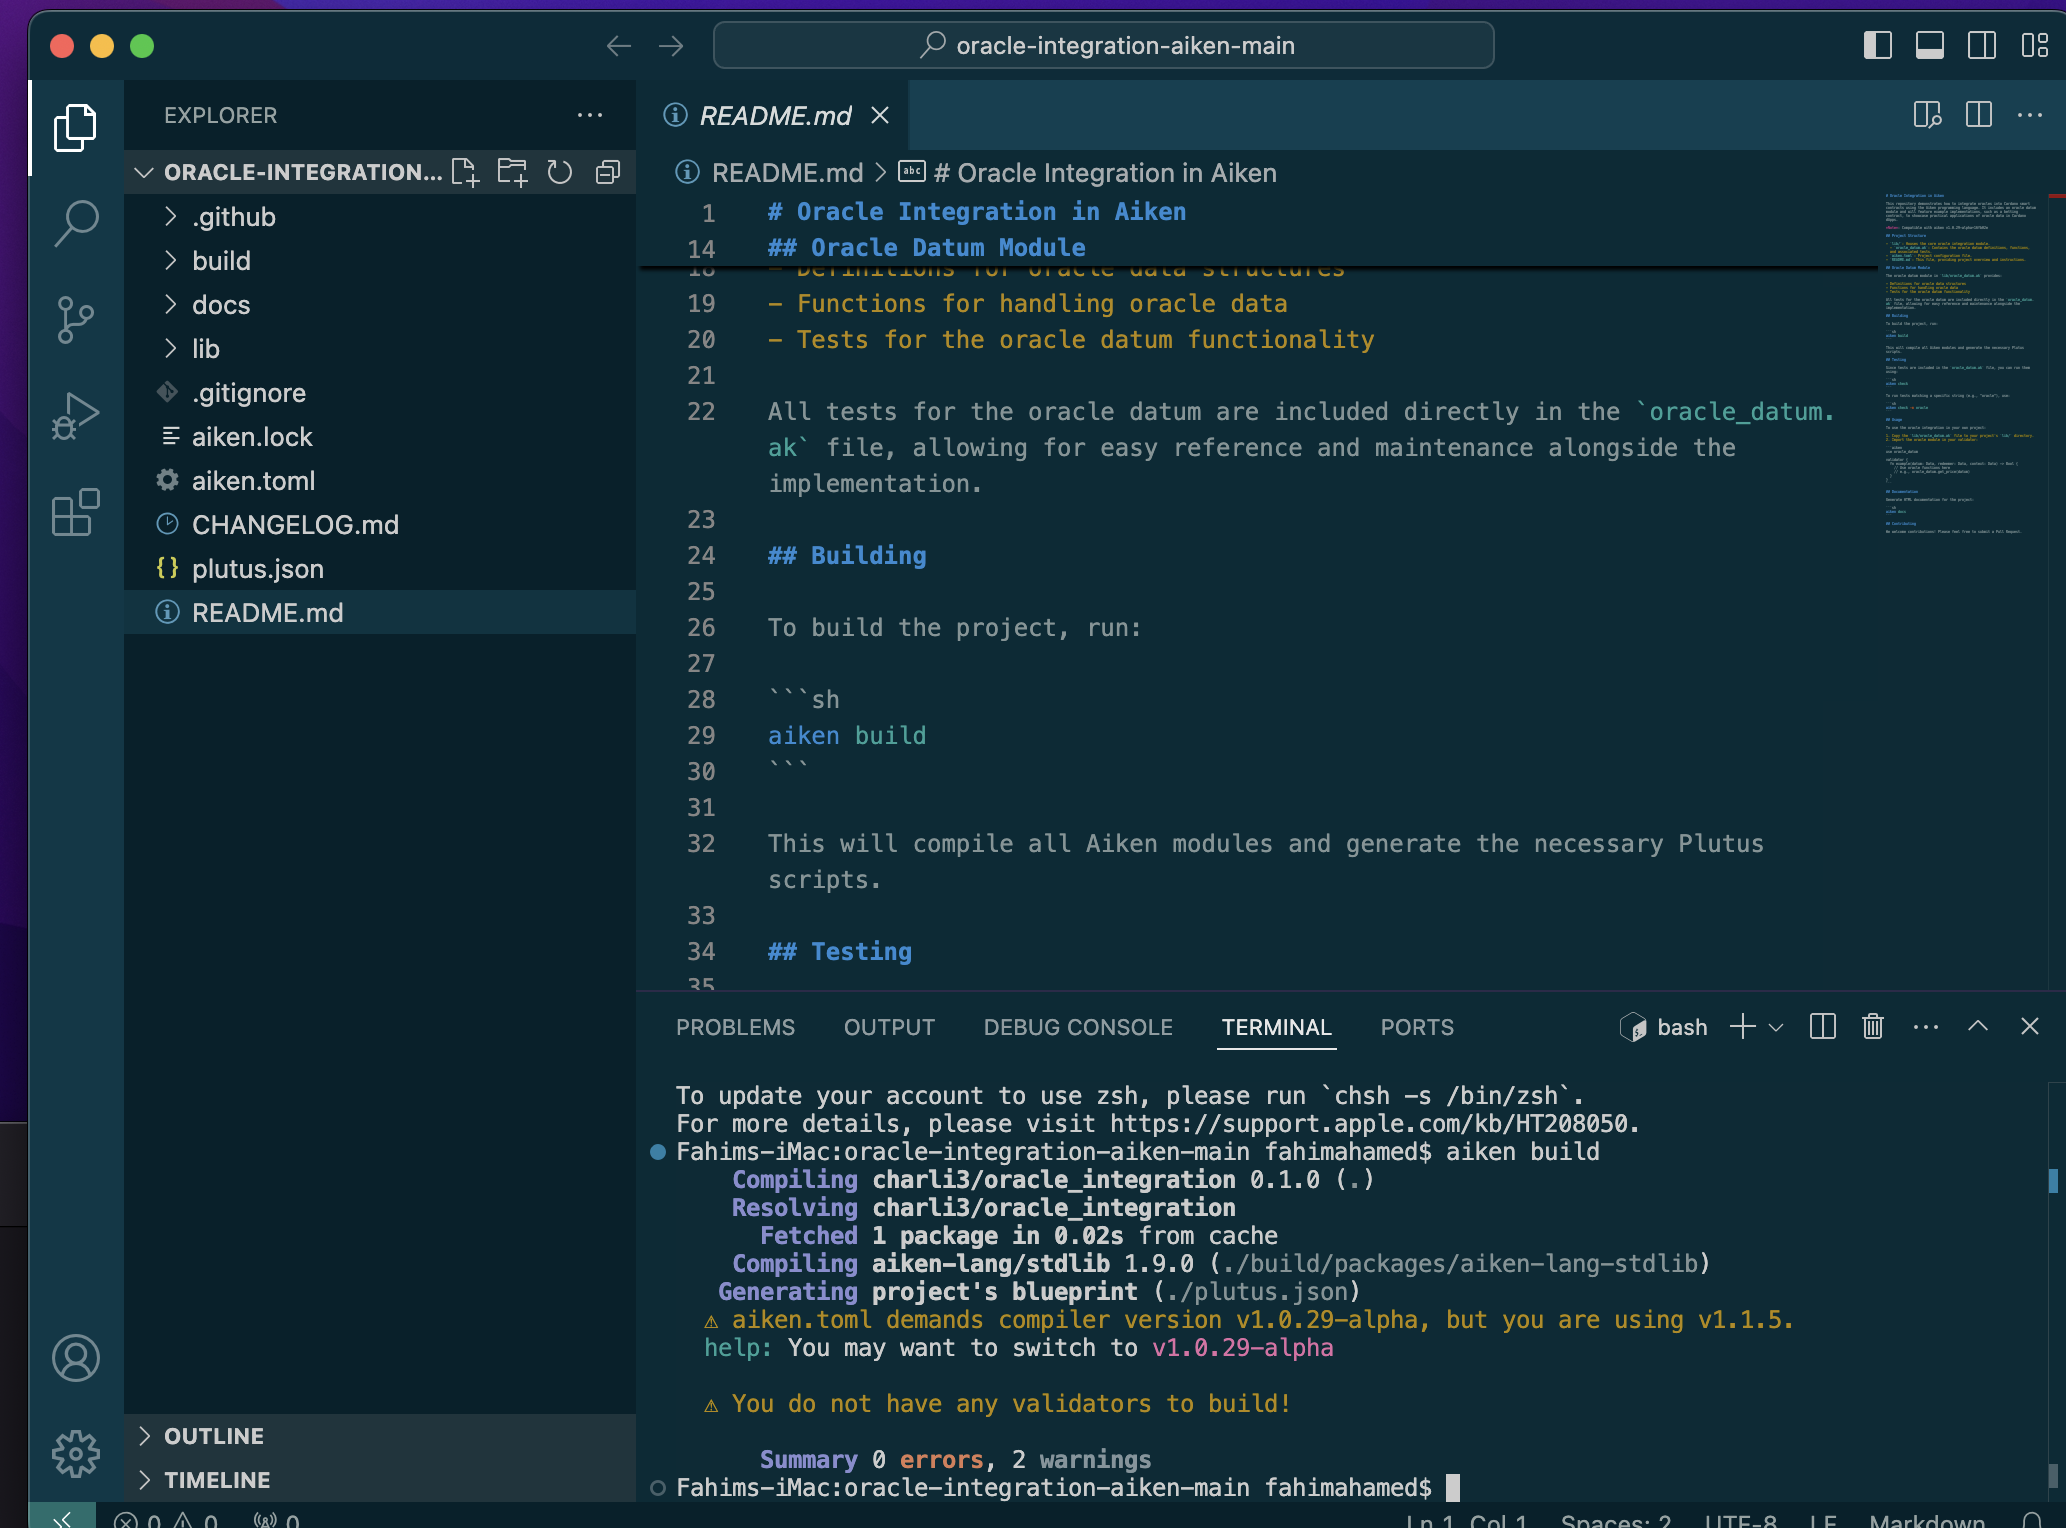 oracle-integration-aiken-main
EXPLORER
ORACLE-INTEGRATION...
.github
build
docs
lib
.gitignore
aiken.lock
aiken.toml
CHANGELOG.md
{} plutus.json
README.md
OUTLINE
TIMELINE
README.md
README.md > abc # Oracle Integration in Aiken
1 # Oracle Integration in Aiken
14 ## Oracle Datum Module
18 - Definitions for oracle data structures
19 - Functions for handling oracle data
20 - Tests for the oracle datum functionality
21
22 All tests for the oracle datum are included directly in the `oracle_datum.
ak` file, allowing for easy reference and maintenance alongside the
implementation.
23
24 ## Building
25
26 To build the project, run:
27
28 ```sh
29 aiken build
30 ```
31
32 This will compile all Aiken modules and generate the necessary Plutus
scripts.
33
34 ## Testing
35
PROBLEMS OUTPUT DEBUG CONSOLE TERMINAL PORTS bash
To update your account to use zsh, please run `chsh -s /bin/zsh`.
For more details, please visit https://support.apple.com/kb/HT208050.
Fahims-iMac:oracle-integration-aiken-main fahimahamed$ aiken build
Compiling charli3/oracle_integration 0.1.0 (.)
Resolving charli3/oracle_integration
Fetched 1 package in 0.02s from cache
Compiling aiken-lang/stdlib 1.9.0 (./build/packages/aiken-lang-stdlib)
Generating project's blueprint (./plutus.json)
⚠ aiken.toml demands compiler version v1.0.29-alpha, but you are using v1.1.5.
help: You may want to switch to v1.0.29-alpha
⚠ You do not have any validators to build!
Summary 0 errors, 2 warnings
Fahims-iMac:oracle-integration-aiken-main fahimahamed$
0 0 0 Ln 1, Col 1 Spaces: 2 UTF-8 LF Markdown